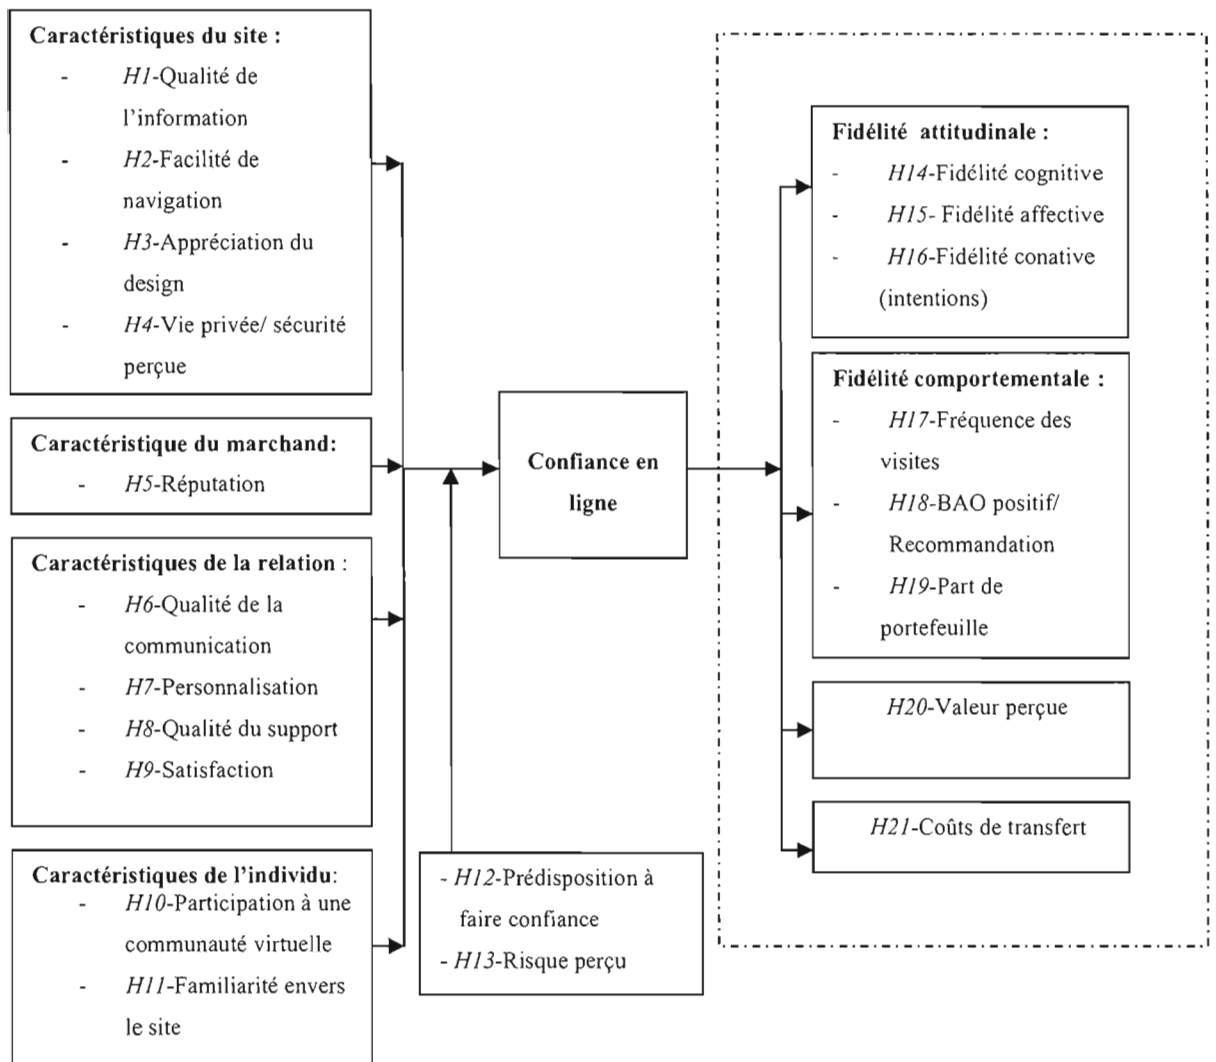 Caractéristiques du site :
- H1-Qualité de
l'information
- H2-Facilité de
navigation
- H3-Appréciation du
design
- H4-Vie privée/ sécurité
perçue
Caractéristique du marchand:
- H5-Réputation
Caractéristiques de la relation :
- H6-Qualité de la
communication
- H7-Personnalisation
- H8-Qualité du support
- H9-Satisfaction
Caractéristiques de l'individu:
- H10-Participation à une
communauté virtuelle
- H11-Familiarité envers
le site
- H12-Prédisposition à
faire confiance
- H13-Risque perçu
Confiance en
ligne
Fidélité attitudinale :
- H14-Fidélité cognitive
- H15- Fidélité affective
- H16-Fidélité conative
(intentions)
Fidélité comportementale :
- H17-Fréquence des
visites
- H18-BAO positif/
Recommandation
- H19-Part de
portefeuille
H20-Valeur perçue
H21-Coûts de transfert